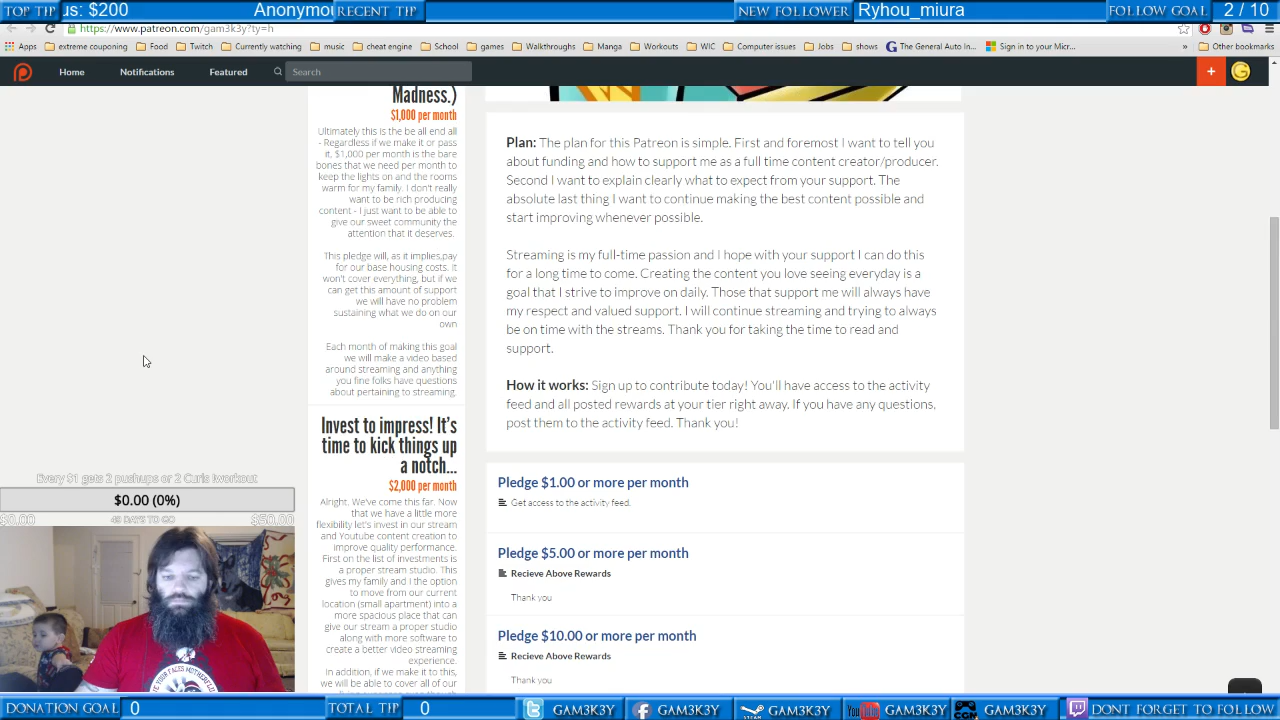 TOP TIP
us: $200
Anonymou
RECENT TIP
NEW FOLLOWER
Ryhou_miura
FOLLOW GOAL
2 / 10
https://www.patreon.com/gam3k3y?ty=h
Apps
extreme couponing
Food
Twitch
Currently watching
music
cheat engine
School
games
Walkthroughs
Manga
Workouts
WIC
Computer issues
Jobs
shows
The General Auto In...
Sign in to your Micr...
»
Other bookmarks
Home
Notifications
Featured
Search
+
G
Madness.)
$1,000 per month
Ultimately this is the be all end all
- Regardless if we make it or pass
it, $1,000 per month is the bare
bones that we need per month to
keep the lights on and the rooms
warm for my family. I don't really
want to be rich producing
content - I just want to be able to
give our sweet community the
attention that it deserves.
This pledge will, as it implies,pay
for our base housing costs. It
won't cover everything, but if we
can get this amount of support
we will have no problem
sustaining what we do on our
own
Each month of making this goal
we will make a video based
around streaming and anything
you fine folks have questions
about pertaining to streaming.
Invest to impress! It's
time to kick things up
a notch...
$2,000 per month
Alright. We've come this far. Now
that we have a little more
flexibility let's invest in our stream
and Youtube content creation to
improve quality performance.
First on the list of investments is
a proper stream studio. This
gives my family and I the option
to move from our current
location (small apartment) into a
more spacious place that can
give our stream a proper studio
along with more software to
create a better video streaming
experience.
In addition, if we make it to this,
we will be able to cover all of our
Plan: The plan for this Patreon is simple. First and foremost I want to tell you
about funding and how to support me as a full time content creator/producer.
Second I want to explain clearly what to expect from your support. The
absolute last thing I want to continue making the best content possible and
start improving whenever possible.
Streaming is my full-time passion and I hope with your support I can do this
for a long time to come. Creating the content you love seeing everyday is a
goal that I strive to improve on daily. Those that support me will always have
my respect and valued support. I will continue streaming and trying to always
be on time with the streams. Thank you for taking the time to read and
support.
How it works: Sign up to contribute today! You'll have access to the activity
feed and all posted rewards at your tier right away. If you have any questions,
post them to the activity feed. Thank you!
Pledge $1.00 or more per month
Get access to the activity feed.
Pledge $5.00 or more per month
Recieve Above Rewards
Thank you
Pledge $10.00 or more per month
Recieve Above Rewards
Thank you
Every $1 gets 2 pushups or 2 Curls !workout
$0.00 (0%)
$0.00
45 DAYS TO GO
$50.00
DONATION GOAL
0
TOTAL TIP
0
GAM3K3Y
GAM3K3Y
GAM3K3Y
GAM3K3Y
GAM3K3Y
DONT FORGET TO FOLLOW